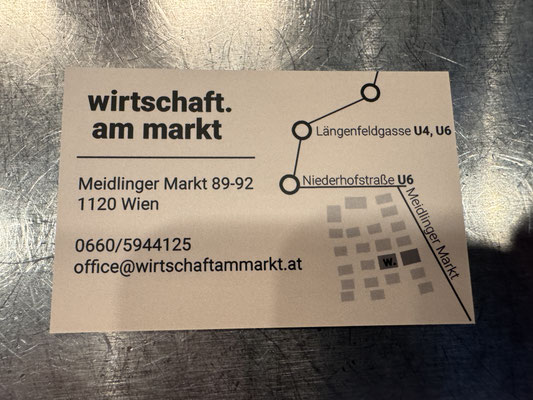 wirtschaft.
am markt
Meidlinger Markt 89-92
1120 Wien
0660/5944125
office@wirtschaftammarkt.at
Längenfeldgasse U4, U6
Niederhofstraße U6
Meidlinger Markt
w.